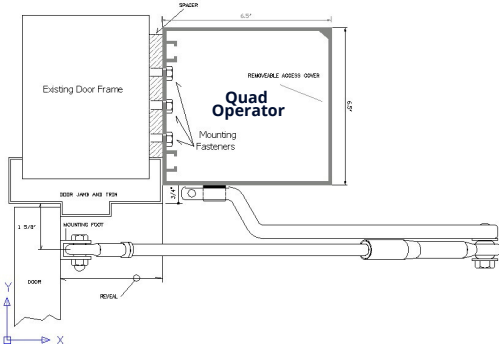 SPACER
6.5"
Existing Door Frame
REMOVEABLE ACCESS COVER
Quad
Operator
6.5"
Mounting
Fasteners
DOOR JAMB AND TRIM
3/4"
1 5/8"
MOUNTING FOOT
DOOR
REVEAL
Y
X